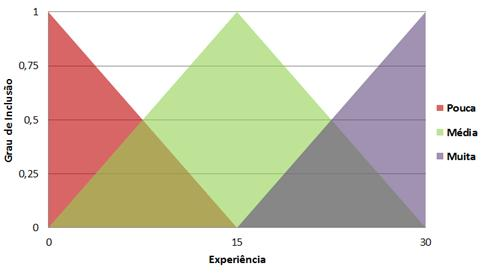 1
0,75
0,5
0,25
0
0
15
30
Grau de Inclusão
Experiência
Pouca
Média
Muita